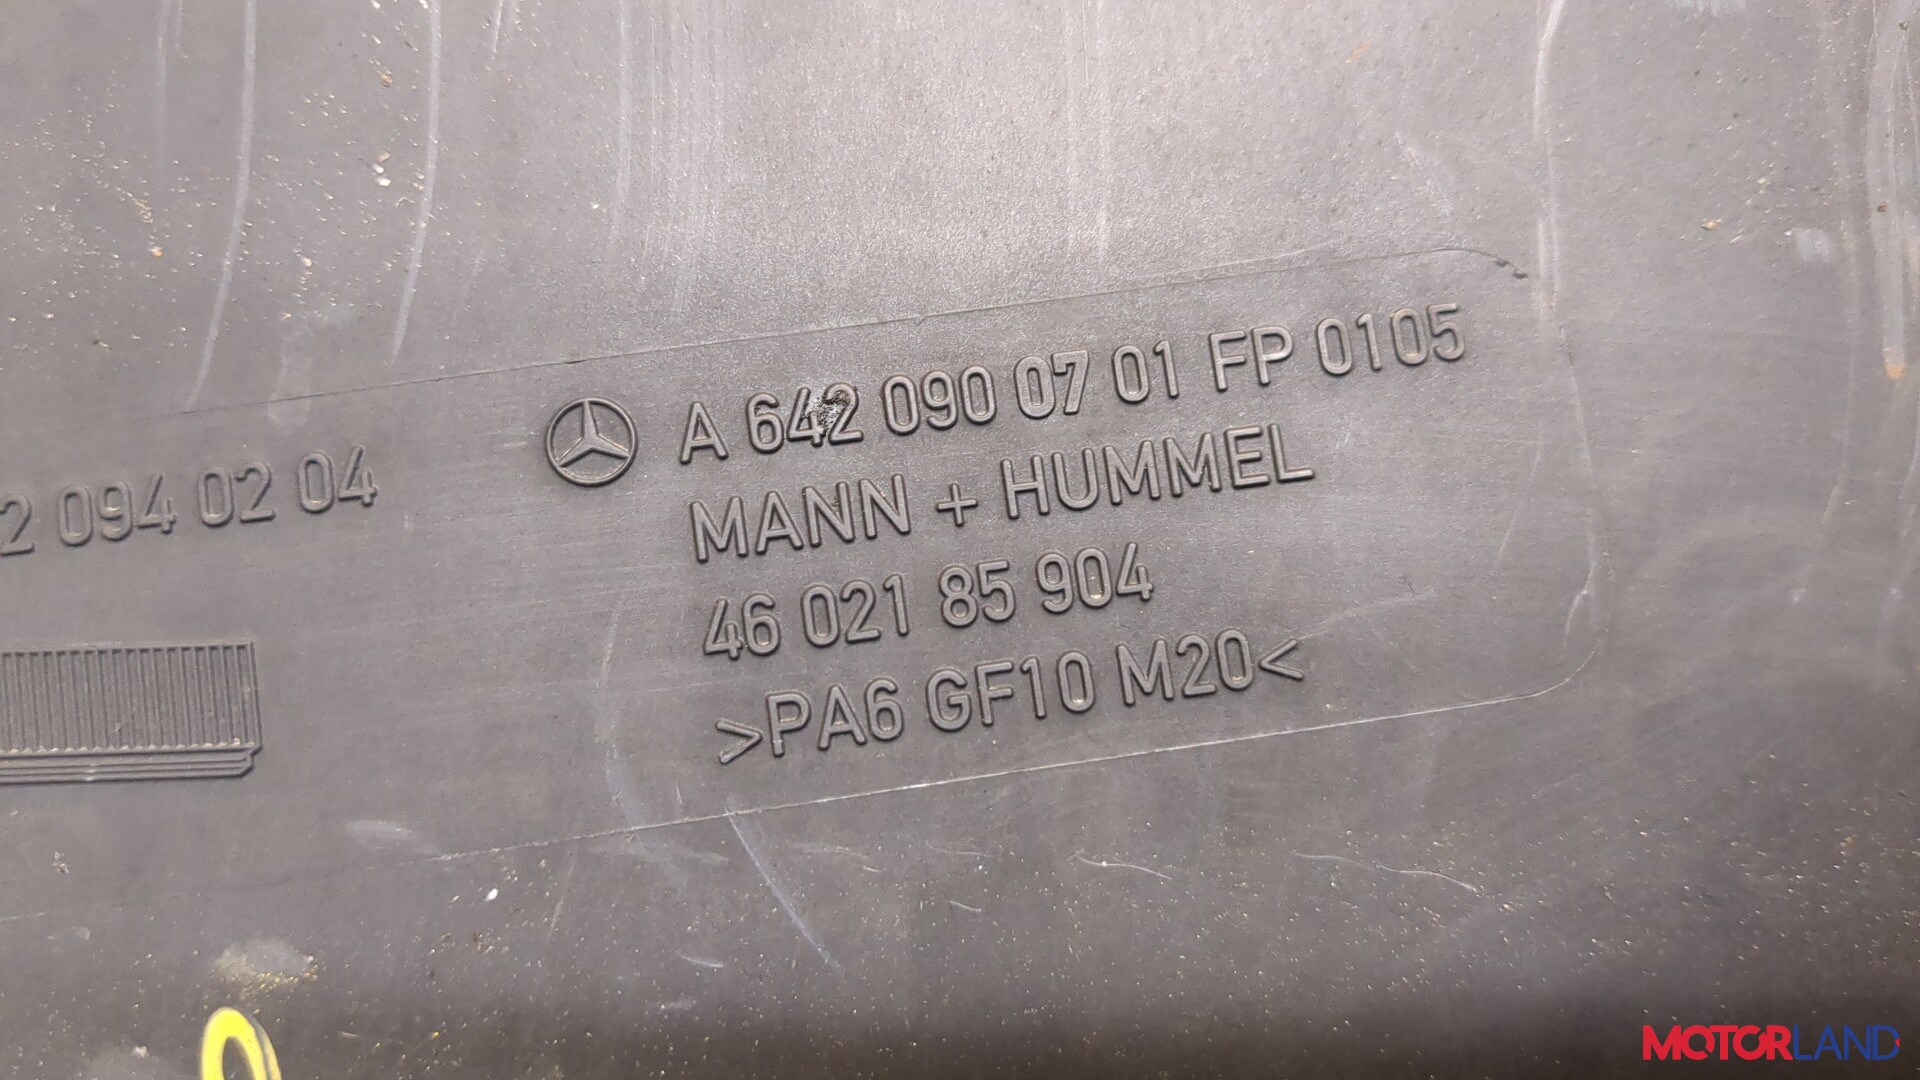 A 642 090 07 01 FP 0105
MANN + HUMMEL
46 021 85 904
>PA6 GF10 M20<
2 094 02 04
MOTORLAND